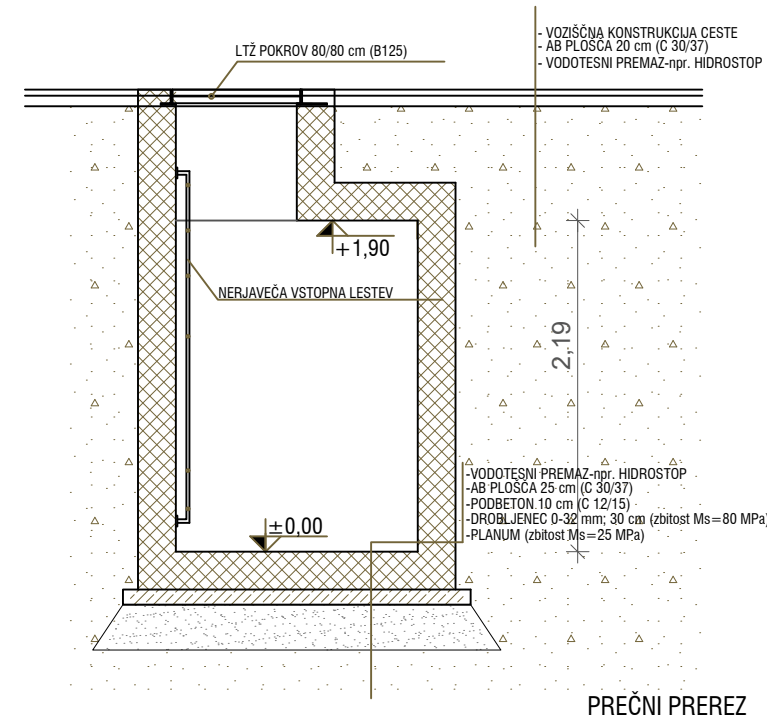 LTŽ POKROV 80/80 cm (B125)
- VOZIŠČNA KONSTRUKCIJA CESTE
- AB PLOŠČA 20 cm (C 30/37)
- VODOTESNI PREMAZ-npr. HIDROSTOP
+1,90
NERJAVEČA VSTOPNA LESTEV
2,19
-VODOTESNI PREMAZ-npr. HIDROSTOP
-AB PLOŠČA 25 cm (C 30/37)
-PODBETON 10 cm (C 12/15)
-DROBLJENEC 0-32 mm; 30 cm (zbitost Ms=80 MPa)
-PLANUM (zbitost Ms=25 MPa)
±0,00
PREČNI PREREZ